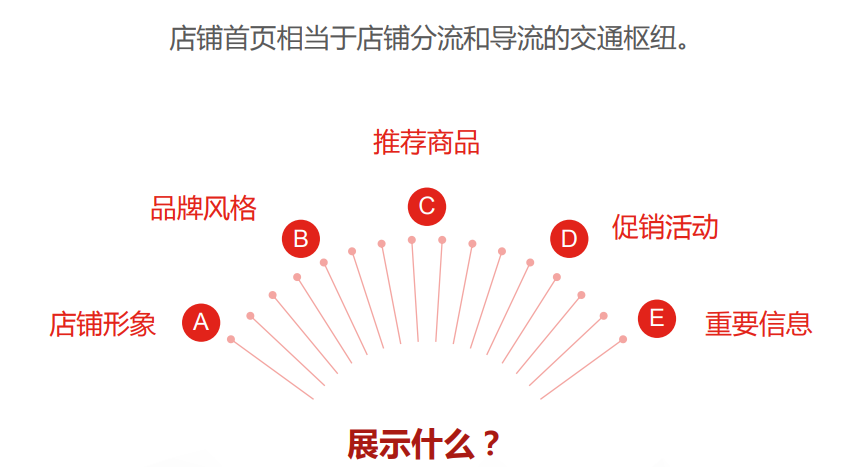 店铺首页相当于店铺分流和导流的交通枢纽。
推荐商品
C
品牌风格
B
D
促销活动
店铺形象
A
E
重要信息
展示什么？